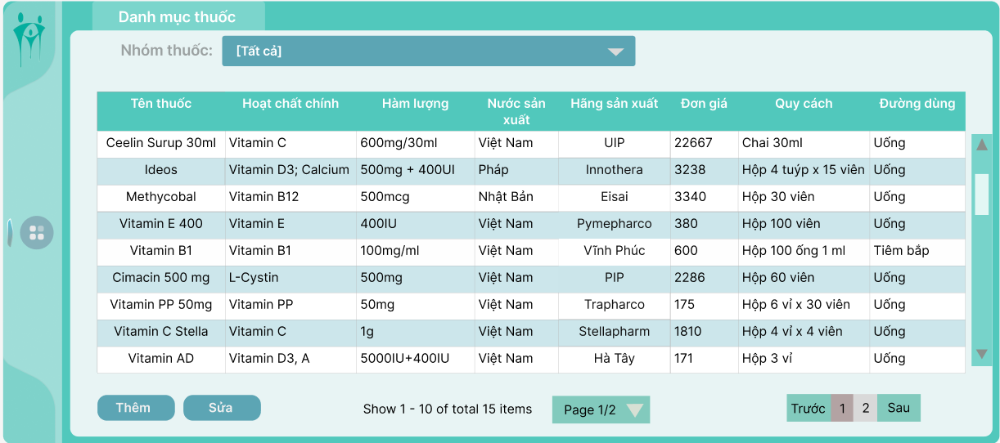 Danh mục thuốc
Nhóm thuốc: [Tất cả]
Tên thuốc Hoạt chất chính Hàm lượng Nước sản xuất Hãng sản xuất Đơn giá Quy cách Đường dùng
Ceelin Surup 30ml Vitamin C 600mg/30ml Việt Nam UIP 22667 Chai 30ml Uống
Ideos Vitamin D3; Calcium 500mg + 400UI Pháp Innothera 3238 Hộp 4 tuýp x 15 viên Uống
Methycobal Vitamin B12 500mcg Nhật Bản Eisai 3340 Hộp 30 viên Uống
Vitamin E 400 Vitamin E 400IU Việt Nam Pymepharco 380 Hộp 100 viên Uống
Vitamin B1 Vitamin B1 100mg/ml Việt Nam Vĩnh Phúc 600 Hộp 100 ống 1 ml Tiêm bắp
Cimacin 500 mg L-Cystin 500mg Việt Nam PIP 2286 Hộp 60 viên Uống
Vitamin PP 50mg Vitamin PP 50mg Việt Nam Trapharco 175 Hộp 6 vỉ x 30 viên Uống
Vitamin C Stella Vitamin C 1g Việt Nam Stellapharm 1810 Hộp 4 vỉ x 4 viên Uống
Vitamin AD Vitamin D3, A 5000IU+400IU Việt Nam Hà Tây 171 Hộp 3 vỉ Uống
Thêm Sửa Show 1 - 10 of total 15 items Page 1/2 Trước 1 2 Sau